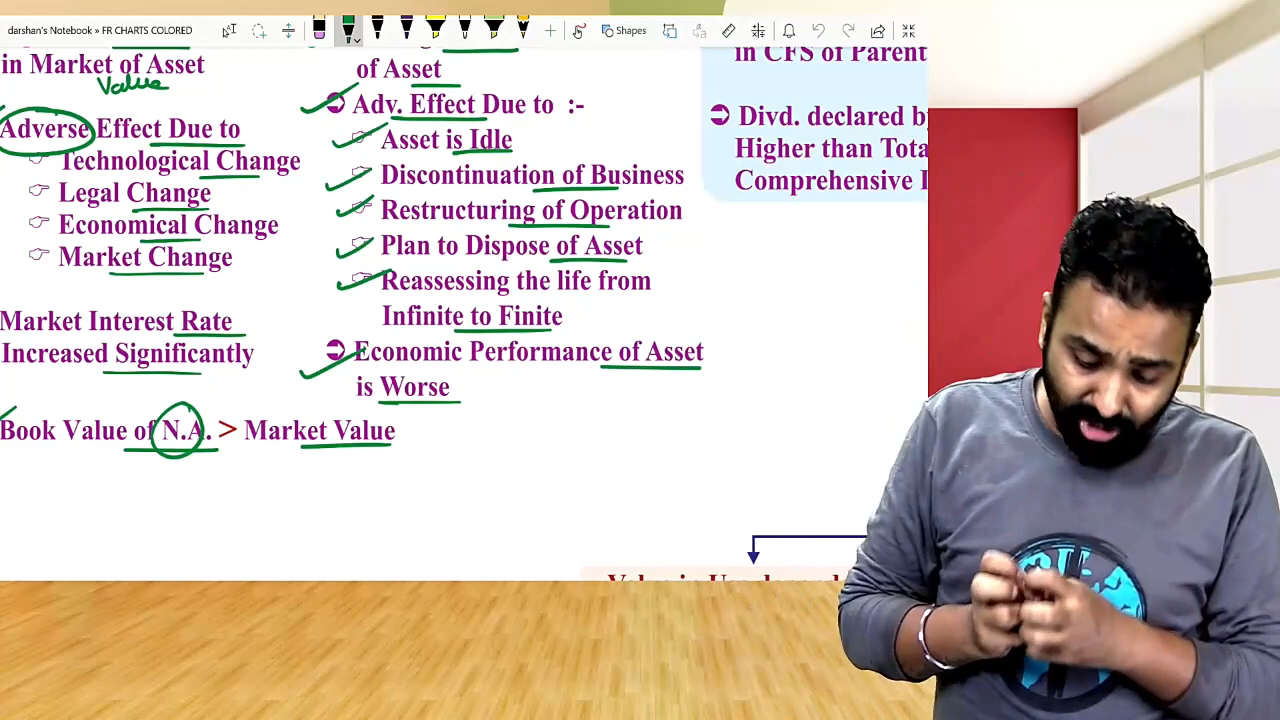 darshan's Notebook » FR CHARTS COLORED
Shapes
in Market of Asset
Value
Adverse Effect Due to
Technological Change
Legal Change
Economical Change
Market Change
Market Interest Rate
Increased Significantly
Book Value of N.A. > Market Value
of Asset
Adv. Effect Due to :-
Asset is Idle
Discontinuation of Business
Restructuring of Operation
Plan to Dispose of Asset
Reassessing the life from
Infinite to Finite
Economic Performance of Asset
is Worse
in CFS of Parent
Divd. declared by
Higher than Tota
Comprehensive I